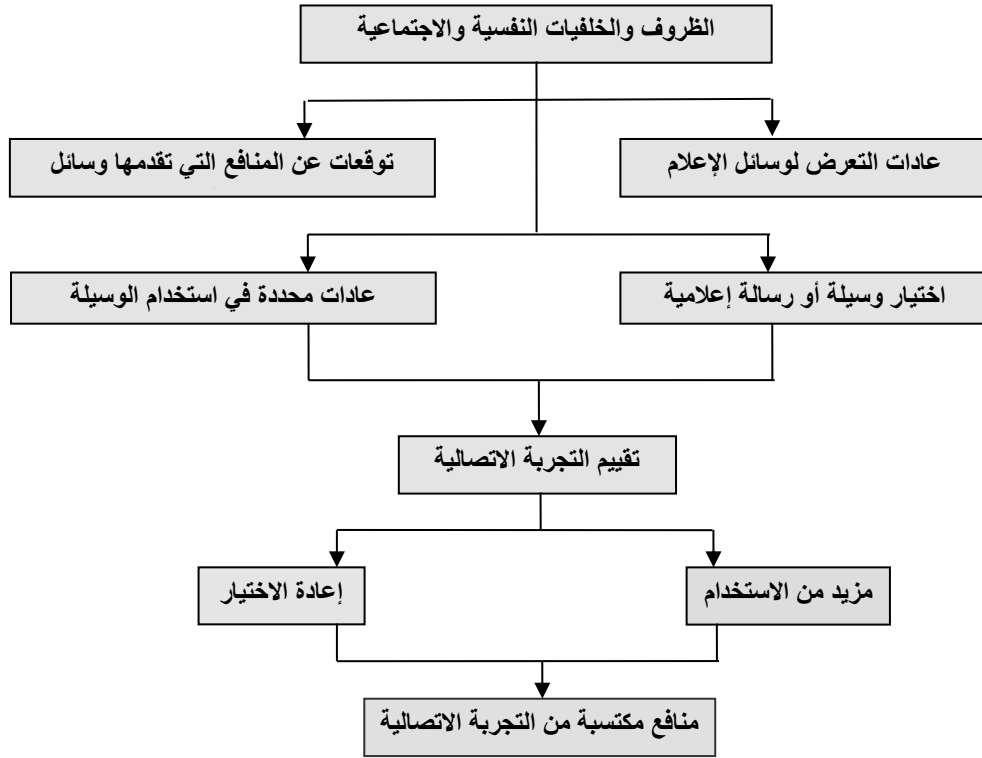 الظروف والخلفيات النفسية والاجتماعية
عادات التعرض لوسائل الإعلام
توقعات عن المنافع التي تقدمها وسائل
اختيار وسيلة أو رسالة إعلامية
عادات محددة في استخدام الوسيلة
تقييم التجربة الاتصالية
مزيد من الاستخدام
إعادة الاختيار
منافع مكتسبة من التجربة الاتصالية